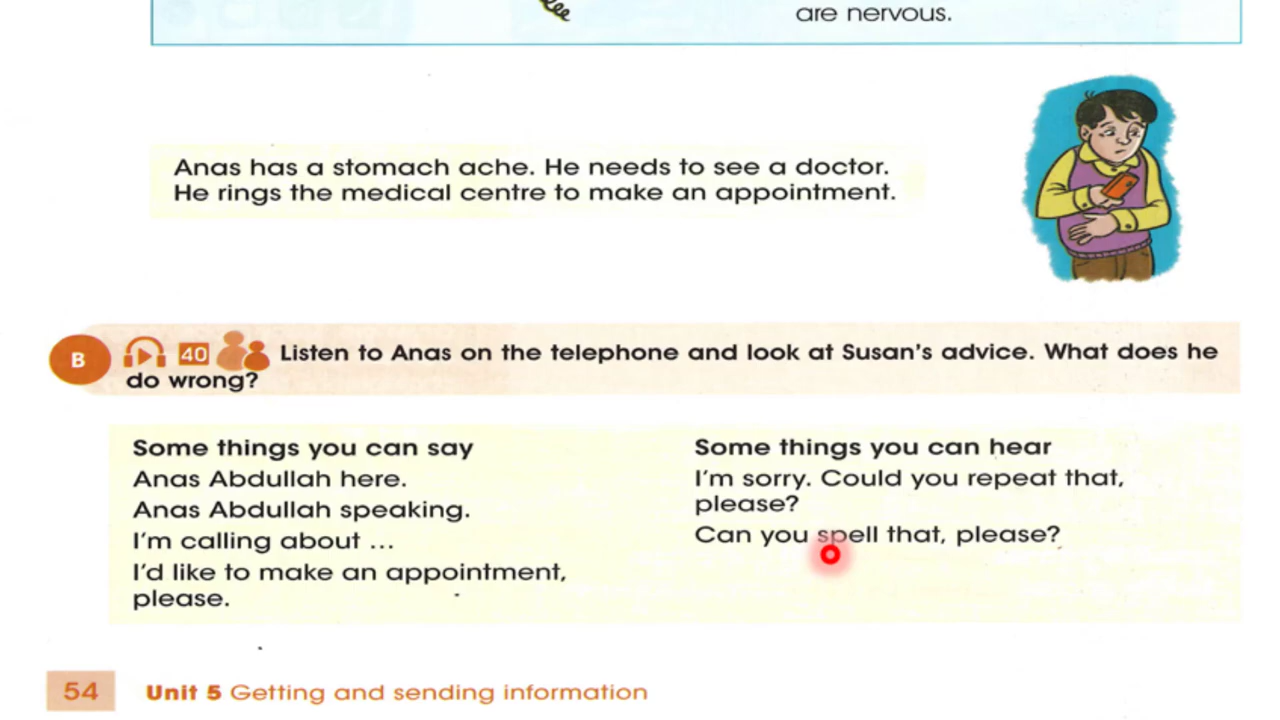 are nervous.
Anas has a stomach ache. He needs to see a doctor.
He rings the medical centre to make an appointment.
B 40 Listen to Anas on the telephone and look at Susan's advice. What does he
do wrong?
Some things you can say
Anas Abdullah here.
Anas Abdullah speaking.
I'm calling about ...
I'd like to make an appointment,
please.
Some things you can hear
I'm sorry. Could you repeat that,
please?
Can you spell that, please?
54 Unit 5 Getting and sending information